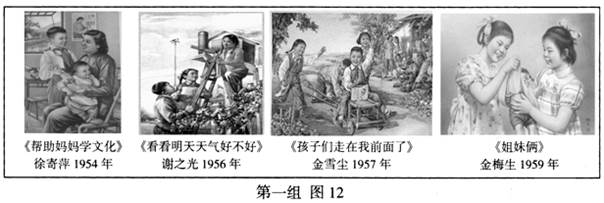 《帮助妈妈学文化》
徐寄萍 1954 年
《看看明天天气好不好》
谢之光 1956 年
《孩子们走在我前面了》
金雪尘 1957 年
《姐妹俩》
金梅生 1959 年
第一组 图 12